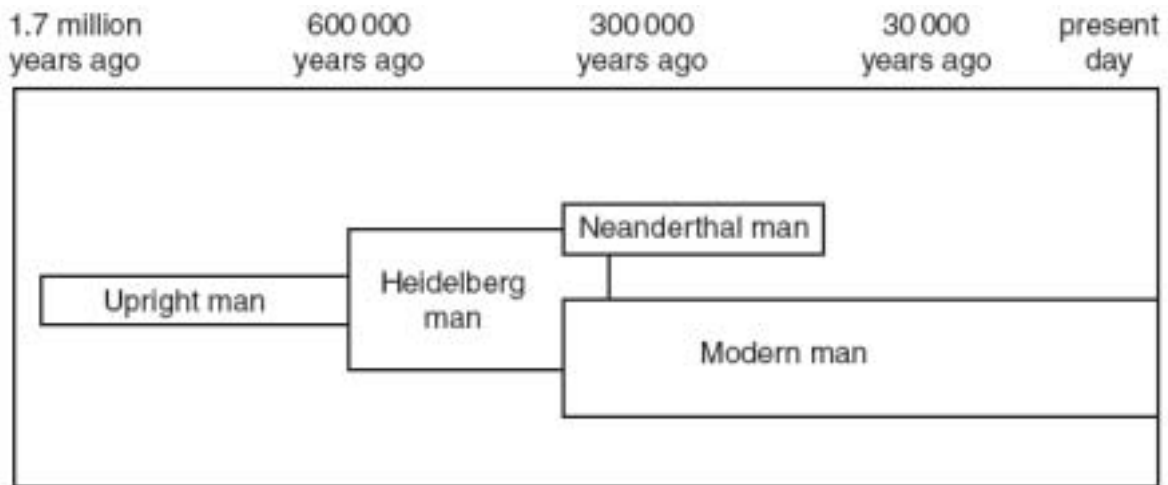 1.7 million
years ago
600 000
years ago
300 000
years ago
30 000
years ago
present
day
Neanderthal man
Heidelberg
man
Upright man
Modern man